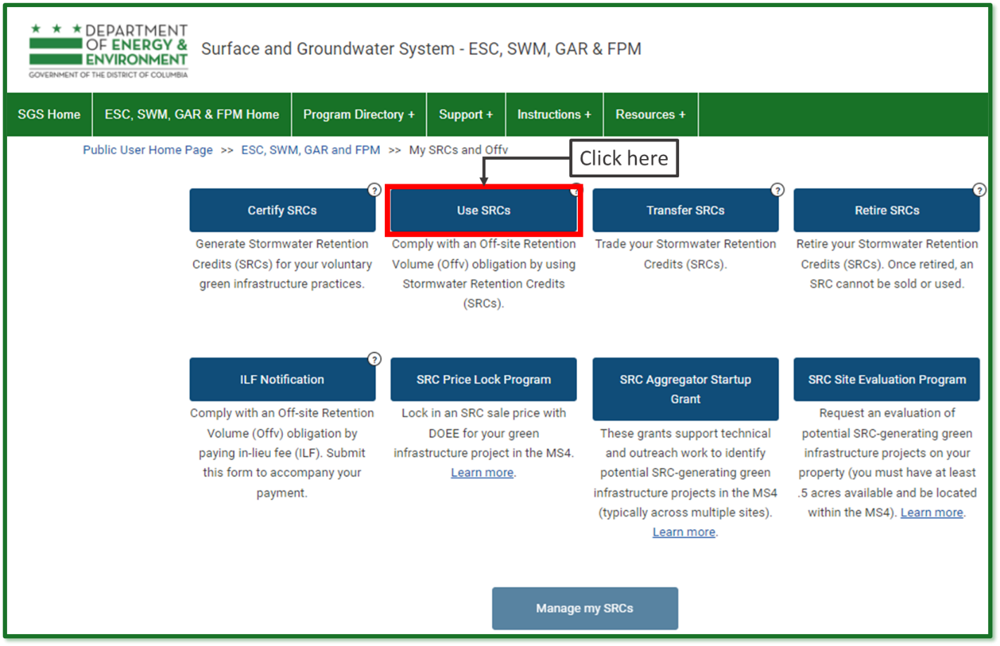 DEPARTMENT
OF ENERGY &
ENVIRONMENT
GOVERNMENT OF THE DISTRICT OF COLUMBIA
Surface and Groundwater System - ESC, SWM, GAR & FPM
SGS Home
ESC, SWM, GAR & FPM Home
Program Directory +
Support +
Instructions +
Resources +
Public User Home Page >> ESC, SWM, GAR and FPM >> My SRCs and Offv
Click here
Certify SRCs
?
Generate Stormwater Retention
Credits (SRCs) for your voluntary
green infrastructure practices.
Use SRCs
?
Comply with an Off-site Retention
Volume (Offv) obligation by using
Stormwater Retention Credits
(SRCs).
Transfer SRCs
?
Trade your Stormwater Retention
Credits (SRCs).
Retire SRCs
?
Retire your Stormwater Retention
Credits (SRCs). Once retired, an
SRC cannot be sold or used.
ILF Notification
?
Comply with an Off-site Retention
Volume (Offv) obligation by
paying in-lieu fee (ILF). Submit
this form to accompany your
payment.
SRC Price Lock Program
Lock in an SRC sale price with
DOEE for your green
infrastructure project in the MS4.
Learn more.
SRC Aggregator Startup
Grant
These grants support technical
and outreach work to identify
potential SRC-generating green
infrastructure projects in the MS4
(typically across multiple sites).
Learn more.
SRC Site Evaluation Program
Request an evaluation of
potential SRC-generating green
infrastructure projects on your
property (you must have at least
.5 acres available and be located
within the MS4). Learn more.
Manage my SRCs